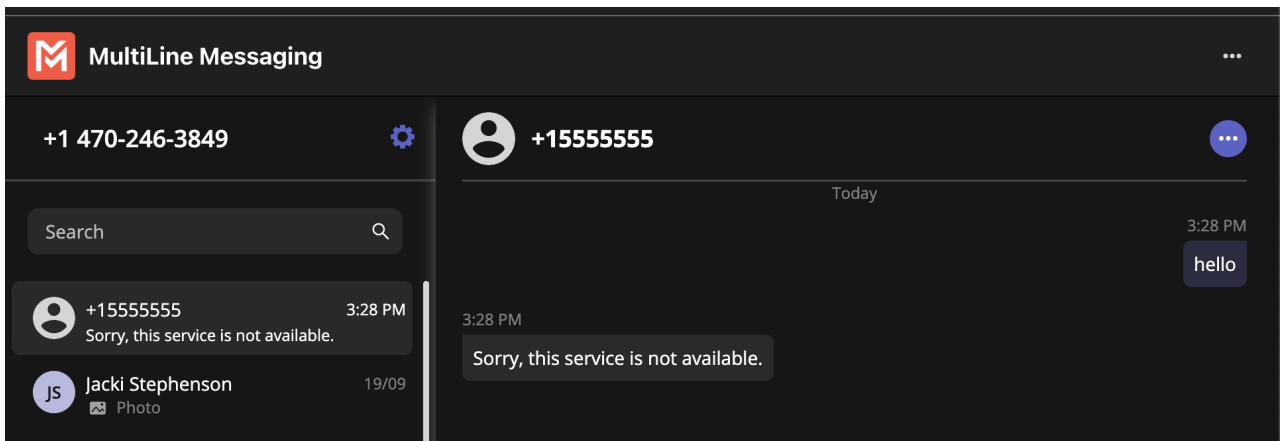 MultiLine Messaging
+1 470-246-3849
Search
+15555555 3:28 PM
Sorry, this service is not available.
JS Jacki Stephenson 19/09
Photo
+15555555
Today
3:28 PM
hello
3:28 PM
Sorry, this service is not available.